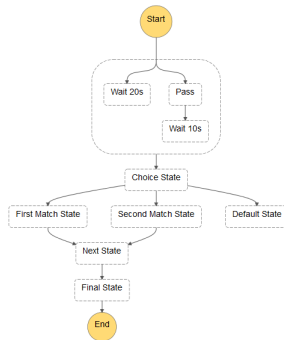 Start
Wait 20s
Pass
Wait 10s
Choice State
First Match State
Second Match State
Default State
Next State
Final State
End